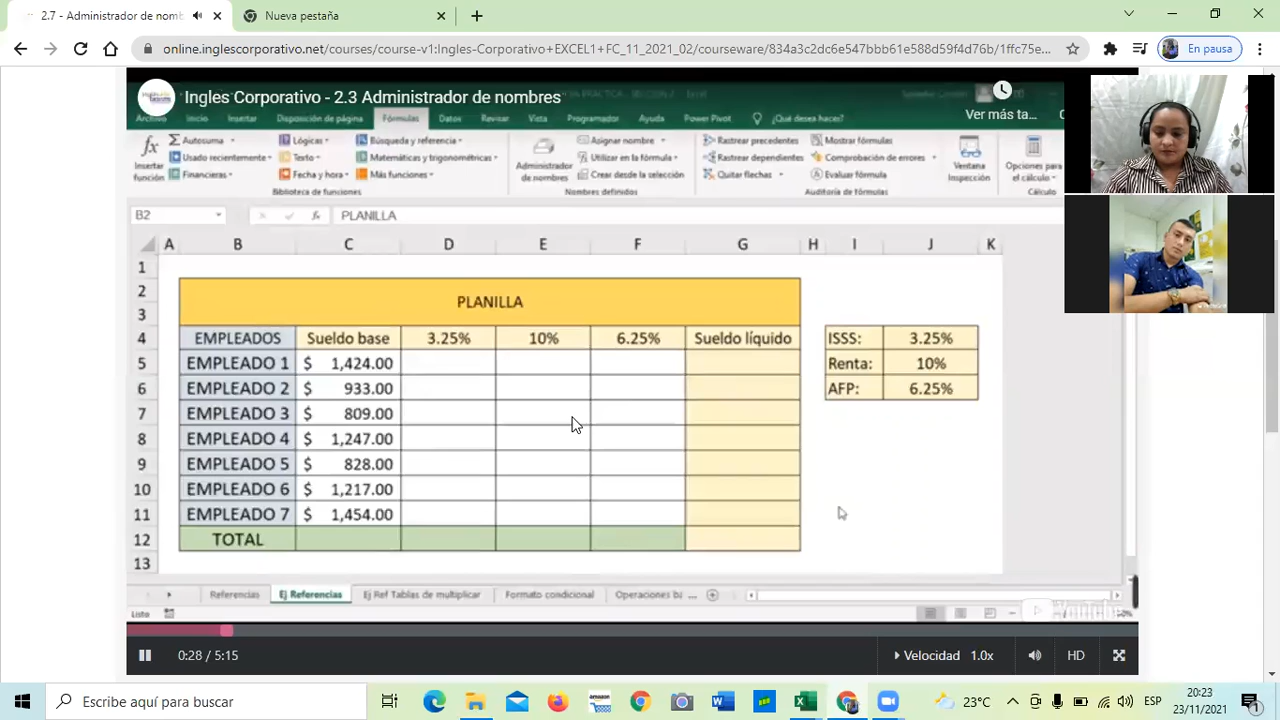 2.7 - Administrador de nombres
Nueva pestaña
online.inglescorporativo.net/courses/course-v1:Ingles-Corporativo+EXCEL1+FC_11_2021_02/courseware/834a3c2dc6e547bbb61e588d59f4d76b/1ffc75e...
En pausa
Ingles Corporativo - 2.3 Administrador de nombres
Ver más ta...
Archivo Inicio Insertar Disposición de página Fórmulas Datos Revisar Vista Programador Ayuda Power Pivot ¿Qué desea hacer?
Insertar función
Autosuma
Usado recientemente
Financieras
Lógicas
Texto
Fecha y hora
Búsqueda y referencia
Matemáticas y trigonométricas
Más funciones
Biblioteca de funciones
Administrador de nombres
Asignar nombre
Utilizar en la fórmula
Crear desde la selección
Nombres definidos
Rastrear precedentes
Rastrear dependientes
Quitar flechas
Mostrar fórmulas
Comprobación de errores
Evaluar fórmula
Auditoría de fórmulas
Ventana Inspección
Opciones para el cálculo
Cálculo
B2 fx PLANILLA
A B C D E F G H I J K
1
2 PLANILLA
3
4 EMPLEADOS Sueldo base 3.25% 10% 6.25% Sueldo líquido ISSS: 3.25%
5 EMPLEADO 1 $ 1,424.00 Renta: 10%
6 EMPLEADO 2 $ 933.00 AFP: 6.25%
7 EMPLEADO 3 $ 809.00
8 EMPLEADO 4 $ 1,247.00
9 EMPLEADO 5 $ 828.00
10 EMPLEADO 6 $ 1,217.00
11 EMPLEADO 7 $ 1,454.00
12 TOTAL
13
Referencias Ej Referencias Ej Ref Tablas de multiplicar Formato condicional Operaciones bá ...
Listo
YouTube
0:28 / 5:15
Velocidad 1.0x
HD
Escribe aquí para buscar
23°C
ESP
20:23
23/11/2021